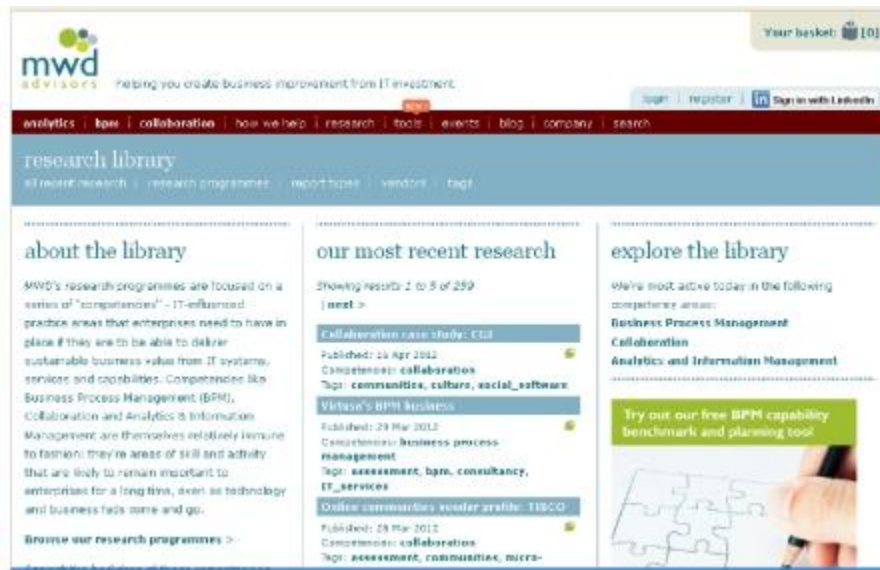 Your basket: [0]
mwd
advisors
helping you create business improvement from IT investment
login | register | in Sign in with LinkedIn
analytics | bpm | collaboration | how we help | research | tools | events | blog | company | search
research library
all recent research | research programmes | report types | vendors | tags
about the library
MWD's research programmes are focused on a
series of "competencies" - IT-influenced
practice areas that enterprises need to have in
place if they are to be able to deliver
sustainable business value from IT systems,
services and capabilities. Competencies like
Business Process Management (BPM),
Collaboration and Analytics & Information
Management are themselves relatively immune
to fashion: they're areas of skill and activity
that are likely to remain important to
enterprises for a long time, even as technology
and business fads come and go.
Browse our research programmes >
our most recent research
Showing results 1 to 5 of 259
| next >
Collaboration case study: CGI
Published: 16 Apr 2012
Competencies: collaboration
Tags: communities, culture, social_software
Virtusa's BPM business
Published: 29 Mar 2012
Competencies: business process
management
Tags: assessment, bpm, consultancy,
IT_services
Online communities vendor profile: TIBCO
Published: 28 Mar 2012
Competencies: collaboration
Tags: assessment, communities, micro-
explore the library
We're most active today in the following
competency areas:
Business Process Management
Collaboration
Analytics and Information Management
Try out our free BPM capability
benchmark and planning tool